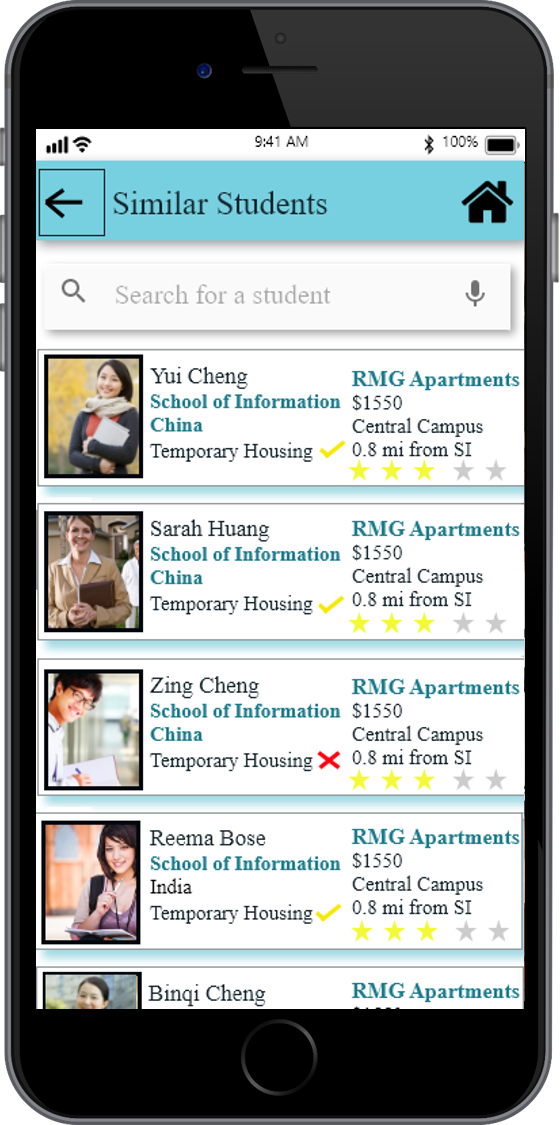 9:41 AM
100%
Similar Students
Search for a student
Yui Cheng
School of Information
China
Temporary Housing
RMG Apartments
$1550
Central Campus
0.8 mi from SI
Sarah Huang
School of Information
China
Temporary Housing
RMG Apartments
$1550
Central Campus
0.8 mi from SI
Zing Cheng
School of Information
China
Temporary Housing
RMG Apartments
$1550
Central Campus
0.8 mi from SI
Reema Bose
School of Information
India
Temporary Housing
RMG Apartments
$1550
Central Campus
0.8 mi from SI
Binqi Cheng
RMG Apartments